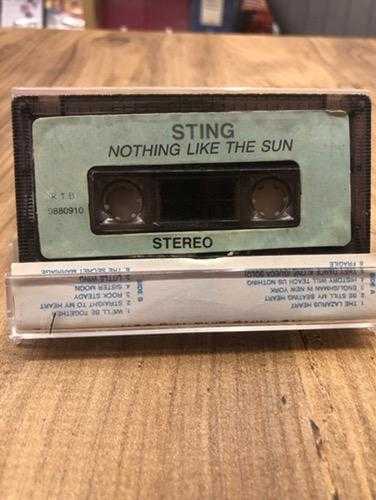 STING
NOTHING LIKE THE SUN
9880910
STEREO
1. THE LAZARUS HEART
2. BE STILL MY BEATING HEART
3. ENGLISHMAN IN NEW YORK
4. HISTORY WILL TEACH US NOTHING
6. FRAGILE
1. WE'LL BE TOGETHER
2. STRAIGHT TO MY HEART
3. ROCK STEADY
4. SISTER MOON
5. LITTLE WING
6. THE SECRET MARRIAGE